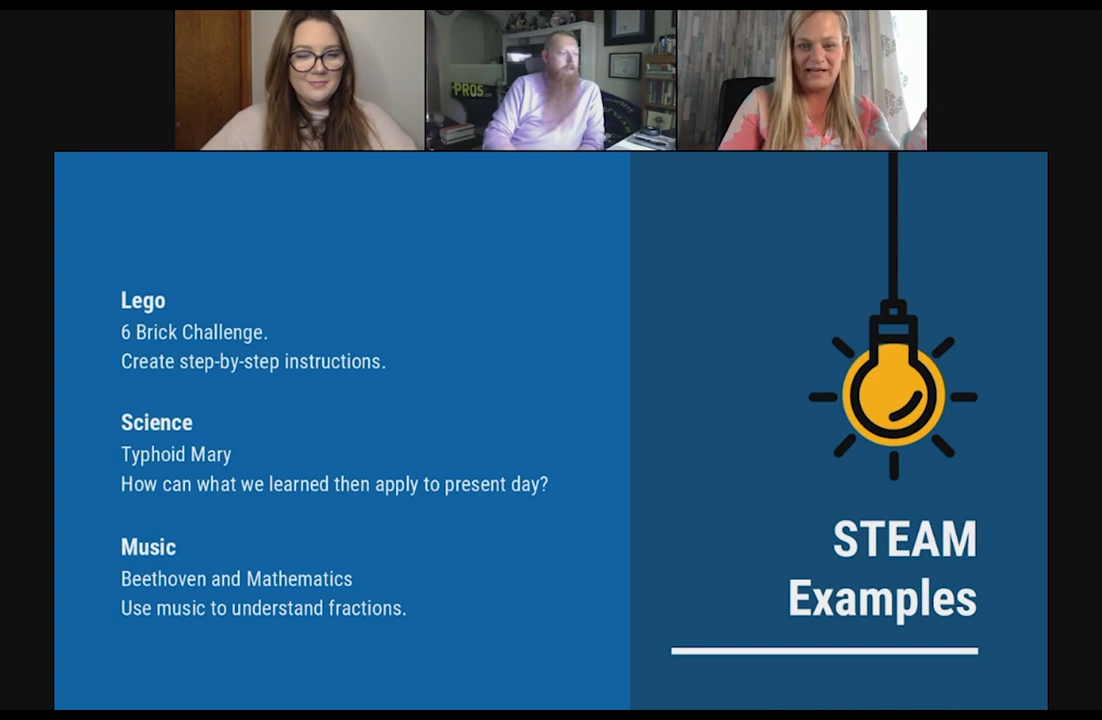 PROS
Lego
6 Brick Challenge.
Create step-by-step instructions.
Science
Typhoid Mary
How can what we learned then apply to present day?
Music
Beethoven and Mathematics
Use music to understand fractions.
STEAM
Examples